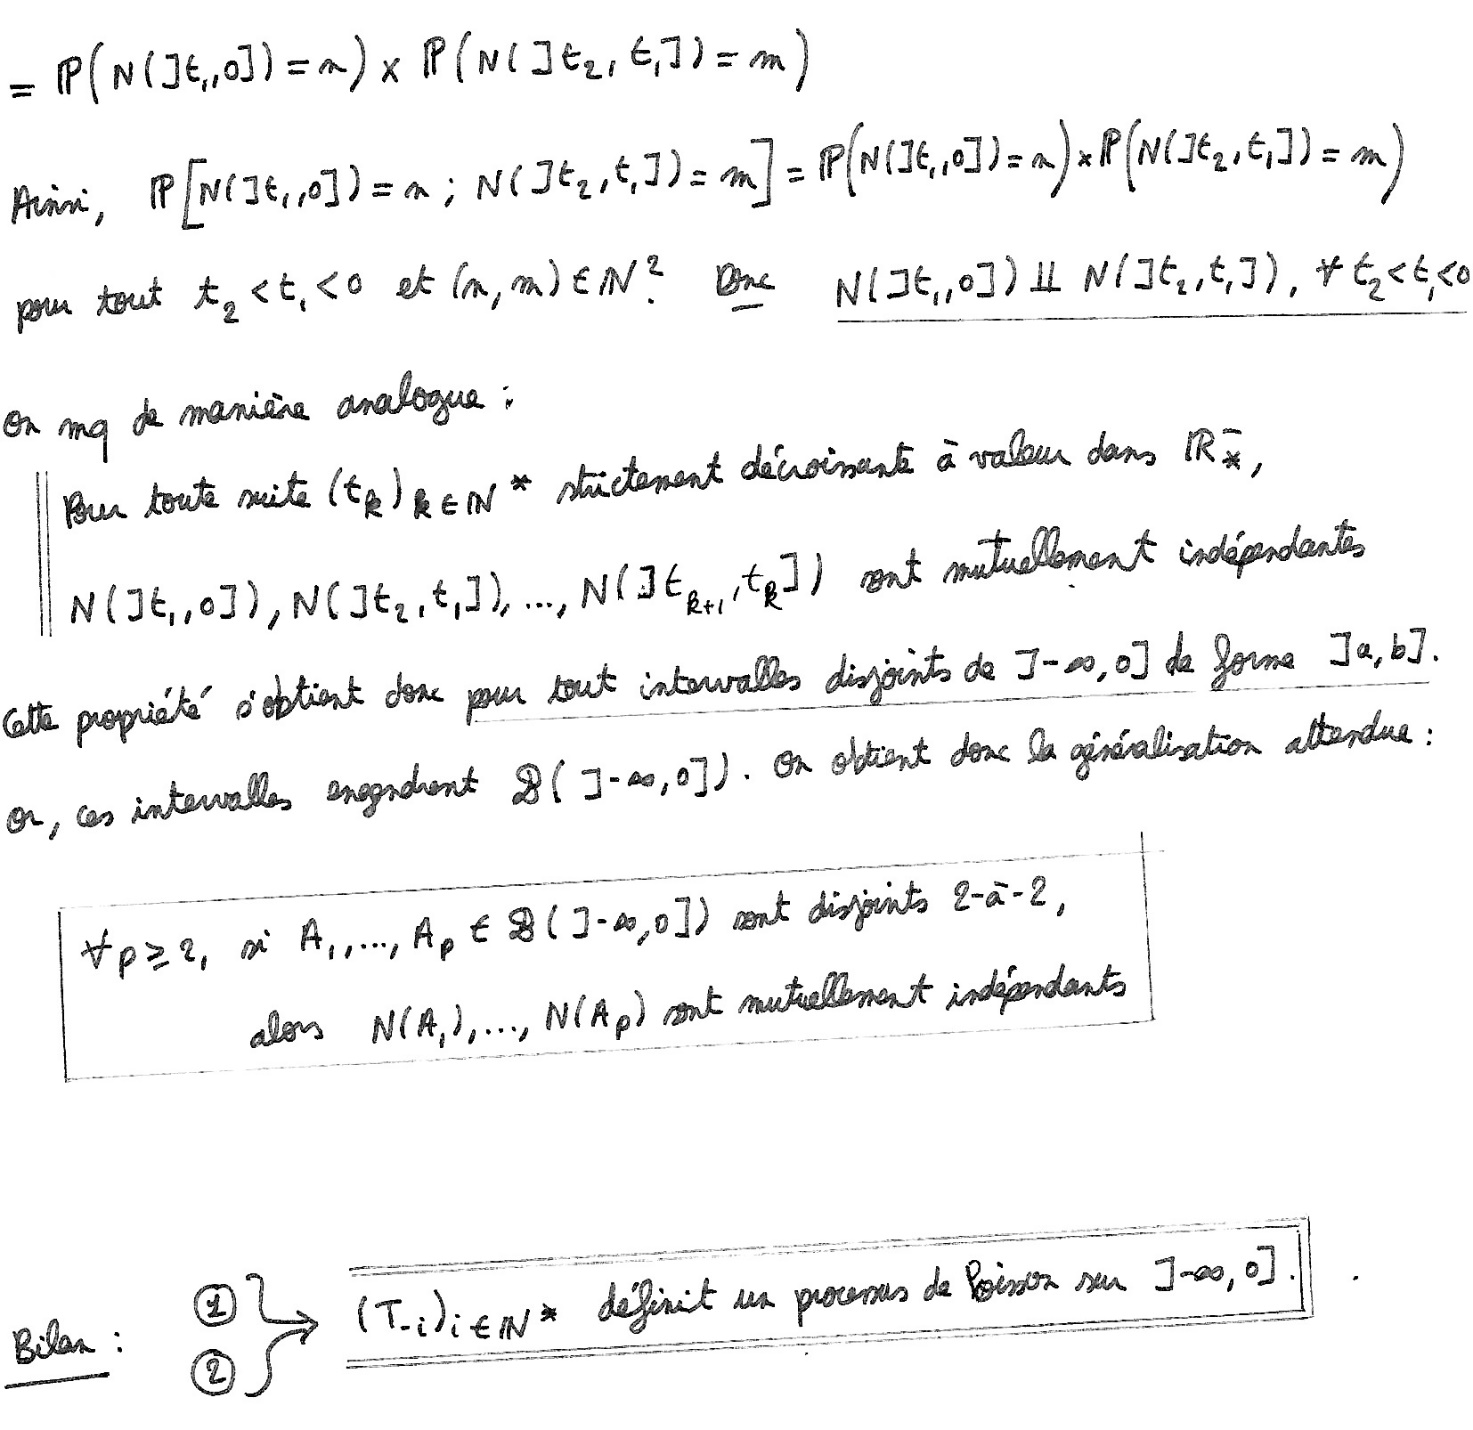 = ℙ(N(]t₁,0])=n) × ℙ(N(]t₂,t₁])=m)
Ainsi, ℙ[N(]t₁,0])=n ; N(]t₂,t₁])=m] = ℙ(N(]t₁,0])=n) × ℙ(N(]t₂,t₁])=m)
pour tout t₂<t₁<0 et (n,m)∈ℕ². Donc N(]t₁,0]) ⫫ N(]t₂,t₁]), ∀ t₂<t₁<0
On mq de manière analogue :
Pour toute suite (t_k)_{k∈ℕ*} strictement décroissante à valeur dans ℝ₋*,
N(]t₁,0]), N(]t₂,t₁]), ..., N(]t_{k+1},t_k]) sont mutuellement indépendantes
Cette propriété s'obtient donc pour tout intervalles disjoints de ]-∞,0] de forme ]a,b].
Or, ces intervalles engendrent ℬ(]-∞,0]). On obtient donc la généralisation attendue :
∀p≥2, si A₁,...,A_p ∈ ℬ(]-∞,0]) sont disjoints 2-à-2,
alors N(A₁),..., N(A_p) sont mutuellement indépendants
Bilan : ① ② → (T₋ᵢ)_{i∈ℕ*} définit un processus de Poisson sur ]-∞,0].